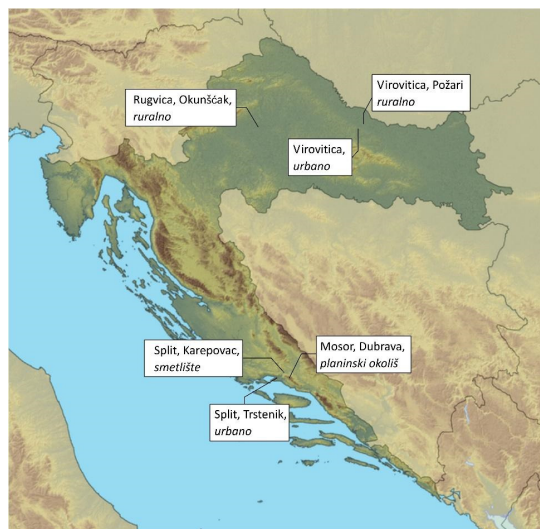 Virovitica, Požari
ruralno
Rugvica, Okunšćak,
ruralno
Virovitica,
urbano
Split, Karepovac,
smetlište
Mosor, Dubrava,
planinski okoliš
Split, Trstenik,
urbano